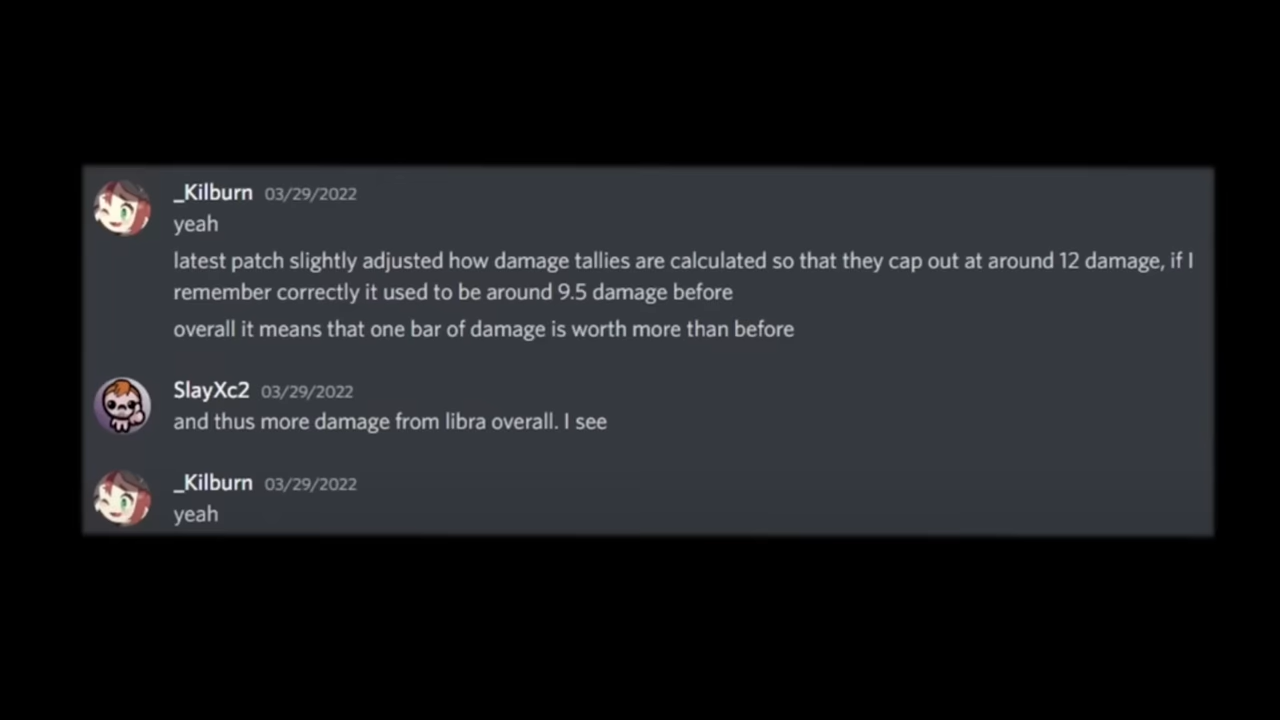 _Kilburn 03/29/2022
yeah
latest patch slightly adjusted how damage tallies are calculated so that they cap out at around 12 damage, if I
remember correctly it used to be around 9.5 damage before
overall it means that one bar of damage is worth more than before
SlayXc2 03/29/2022
and thus more damage from libra overall. I see
_Kilburn 03/29/2022
yeah